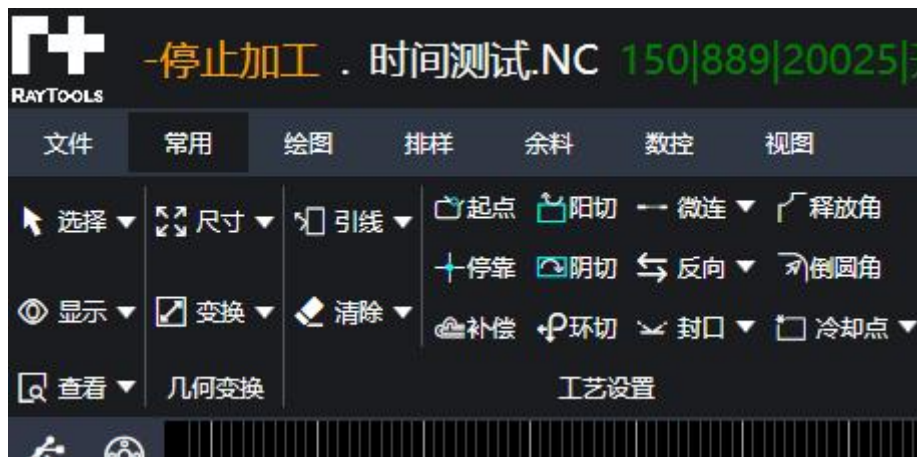 RAYTOOLS
-停止加工 . 时间测试.NC 150|889|20025|
文件 常用 绘图 排样 余料 数控 视图
选择 尺寸 引线 起点 阳切 微连 释放角
停靠 阴切 反向 倒圆角
显示 变换 清除 补偿 环切 封口 冷却点
查看 几何变换 工艺设置